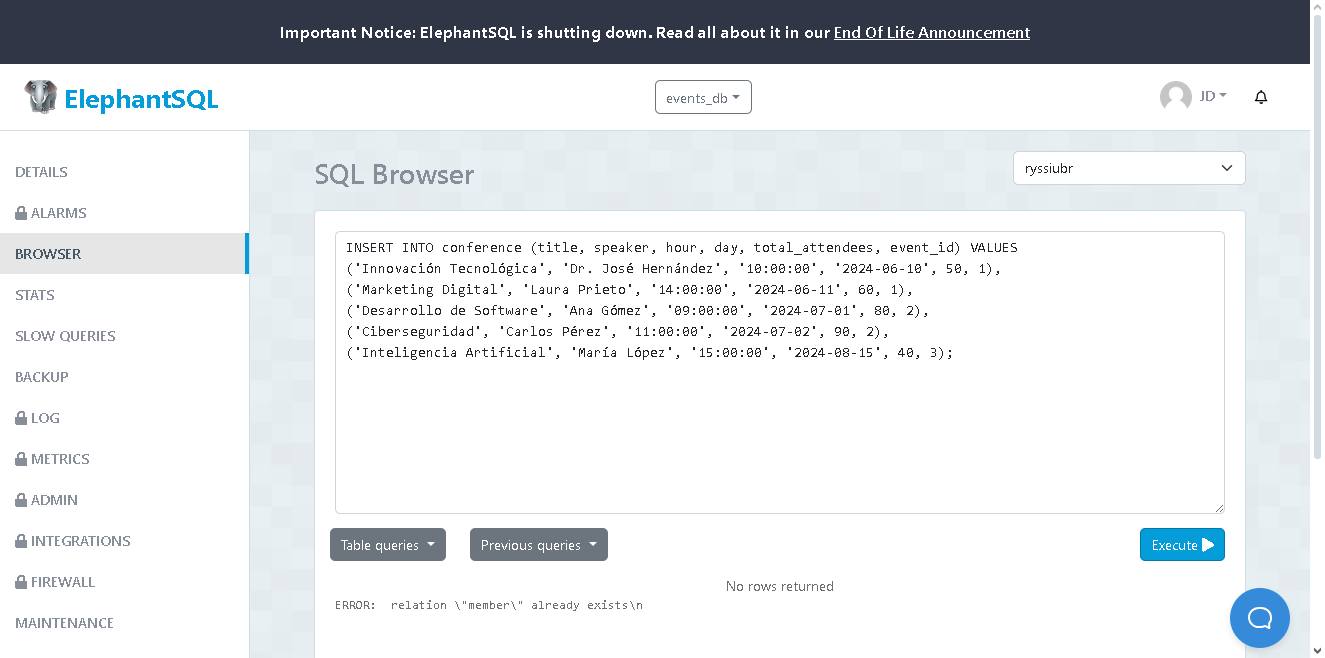 Important Notice: ElephantSQL is shutting down. Read all about it in our End Of Life Announcement
ElephantSQL
events_db
JD
DETAILS
ALARMS
BROWSER
STATS
SLOW QUERIES
BACKUP
LOG
METRICS
ADMIN
INTEGRATIONS
FIREWALL
MAINTENANCE
SQL Browser
ryssiubr
INSERT INTO conference (title, speaker, hour, day, total_attendees, event_id) VALUES
('Innovación Tecnológica', 'Dr. José Hernández', '10:00:00', '2024-06-10', 50, 1),
('Marketing Digital', 'Laura Prieto', '14:00:00', '2024-06-11', 60, 1),
('Desarrollo de Software', 'Ana Gómez', '09:00:00', '2024-07-01', 80, 2),
('Ciberseguridad', 'Carlos Pérez', '11:00:00', '2024-07-02', 90, 2),
('Inteligencia Artificial', 'María López', '15:00:00', '2024-08-15', 40, 3);
Table queries
Previous queries
Execute
No rows returned
ERROR:  relation \"member\" already exists\n